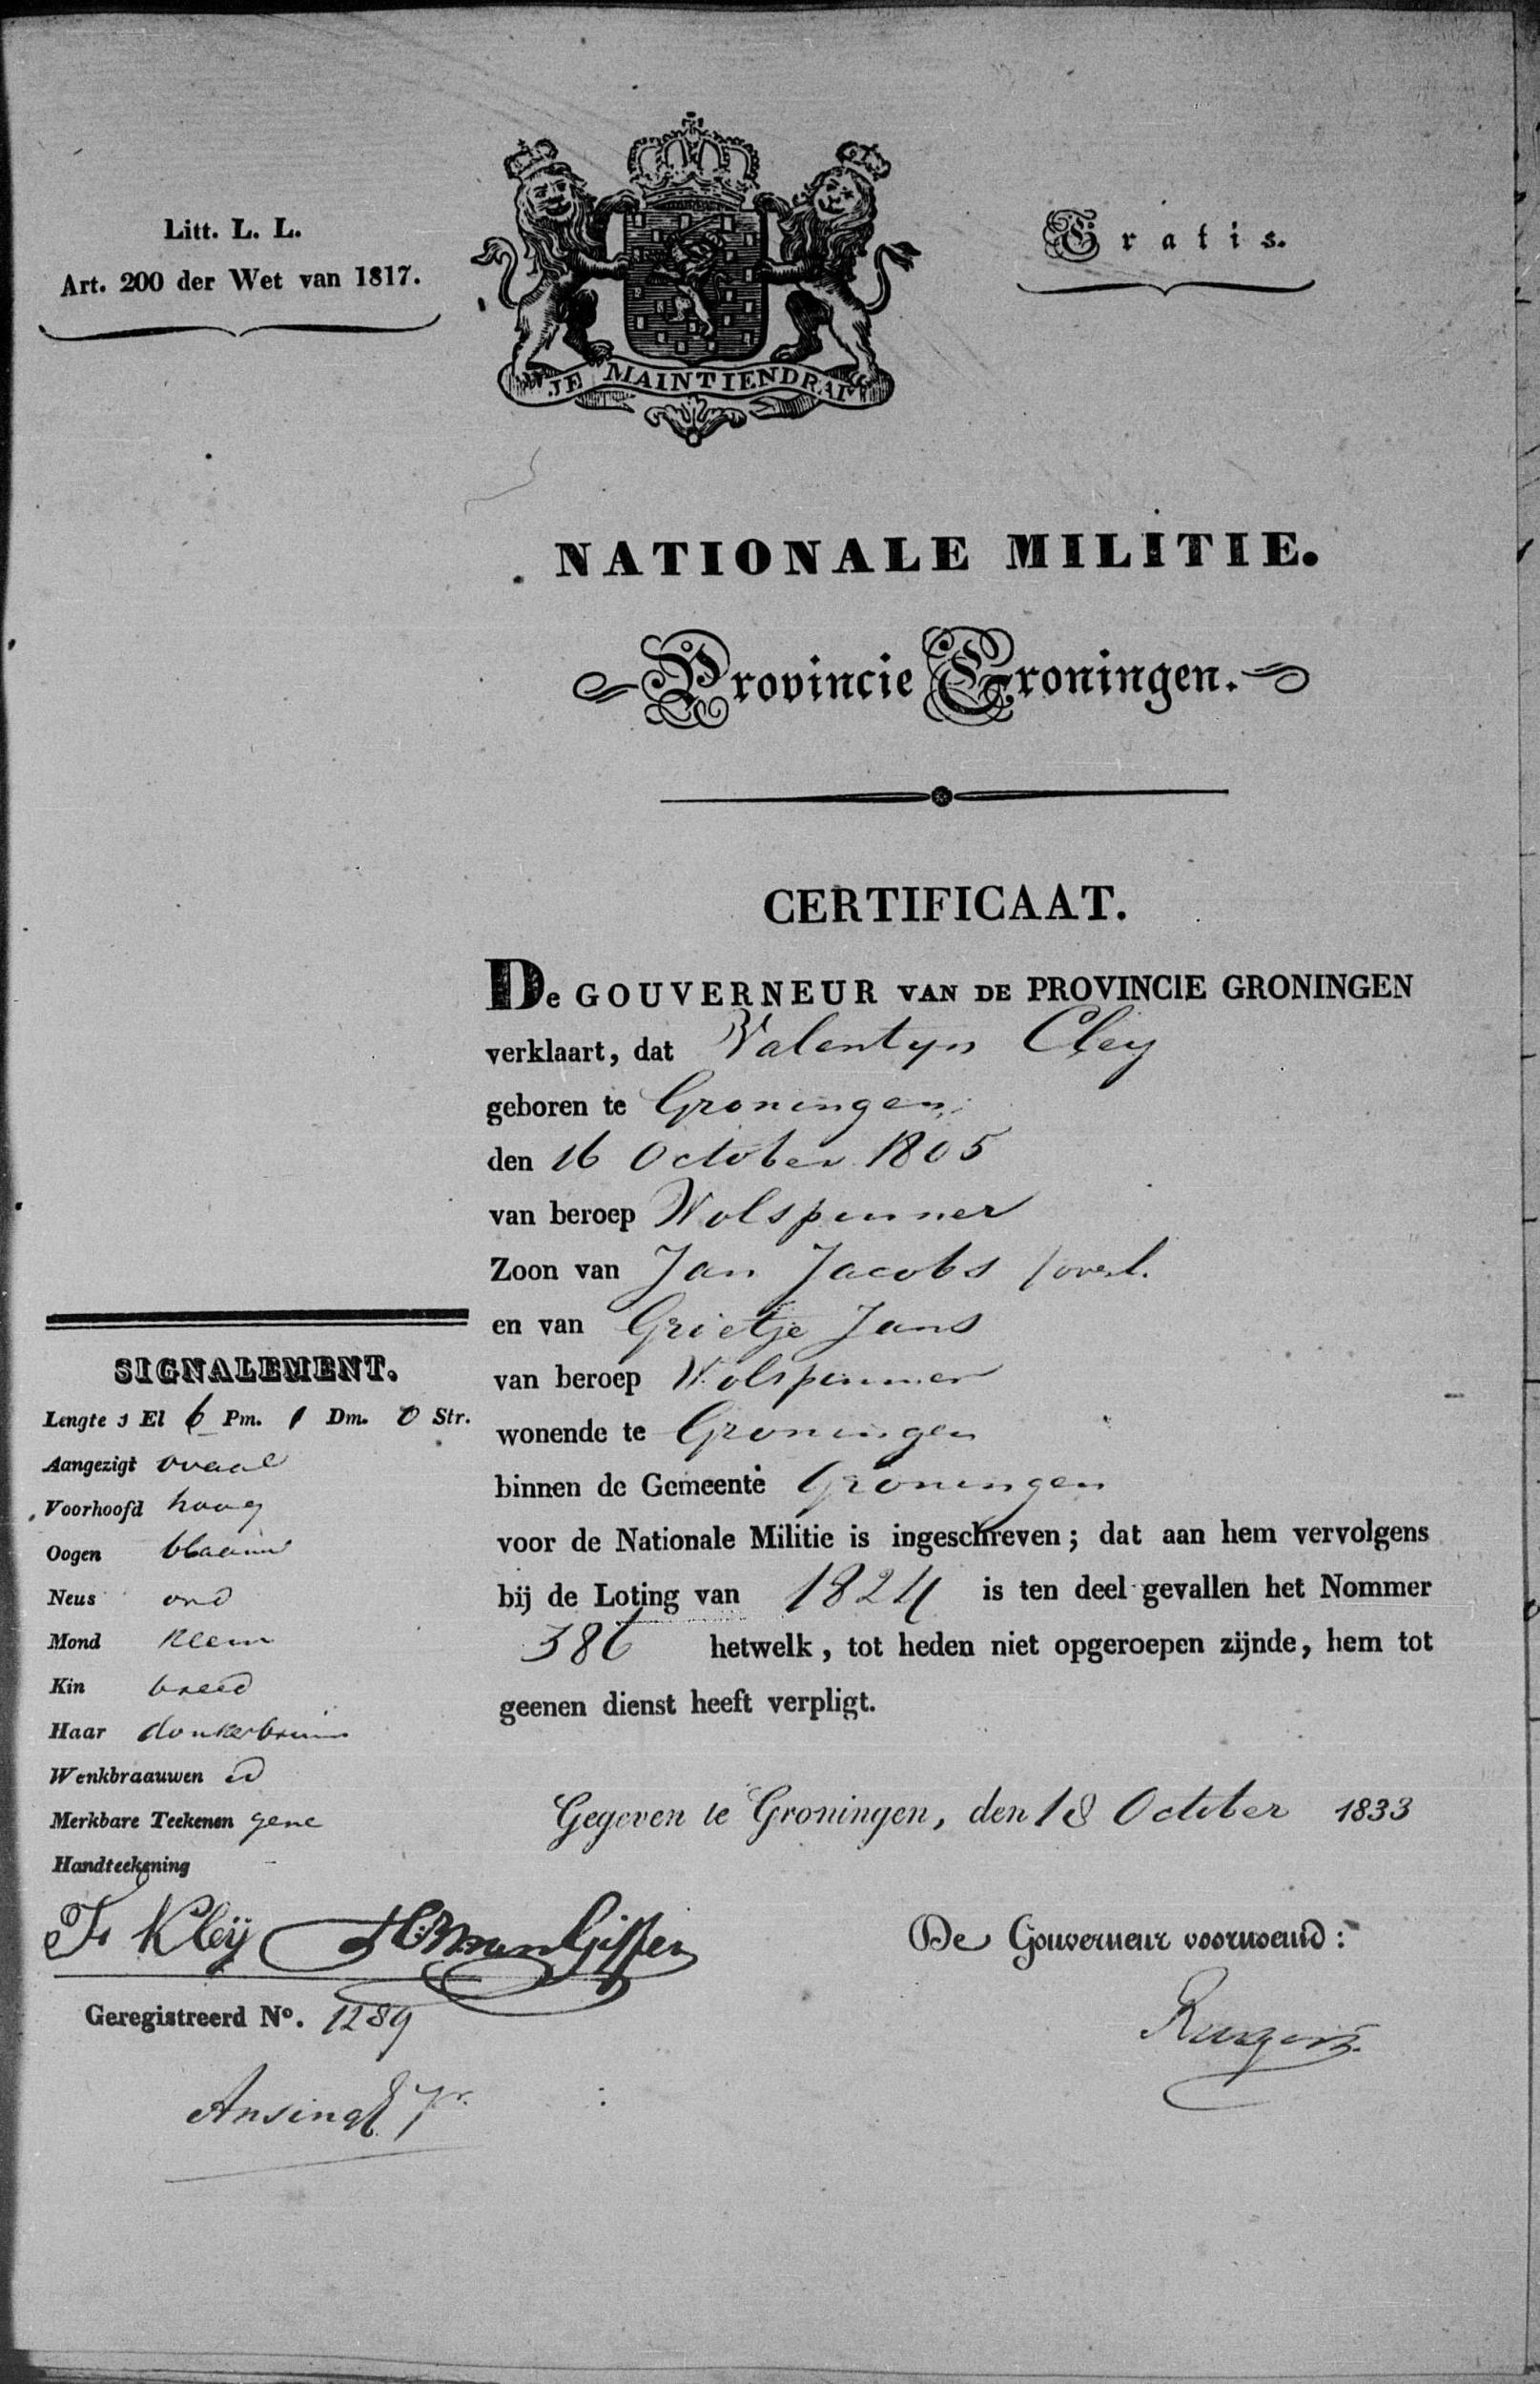 Litt. L. L.
Art. 200 der Wet van 1817.
Gratis.
JE MAINTIENDRAI
NATIONALE MILITIE.
Provincie Groningen.
CERTIFICAAT.
De GOUVERNEUR VAN DE PROVINCIE GRONINGEN
verklaart, dat Valentyn Cley
geboren te Groningen
den 16 October 1805
van beroep Wolspinner
Zoon van Jan Jacobs /overl.
en van Grietje Jans
van beroep Wolspinner
wonende te Groningen
binnen de Gemeente Groningen
voor de Nationale Militie is ingeschreven; dat aan hem vervolgens
bij de Loting van 1824 is ten deel gevallen het Nommer
386 hetwelk, tot heden niet opgeroepen zijnde, hem tot
geenen dienst heeft verpligt.
Gegeven te Groningen, den 18 October 1833
De Gouverneur voornoemd:
SIGNALEMENT.
Lengte 1 El 6 Pm. 1 Dm. 0 Str.
Aangezigt ovaal
Voorhoofd hoog
Oogen blaauw
Neus ord
Mond klein
Kin breed
Haar donkerbruin
Wenkbraauwen id
Merkbare Teekenen gene
Handteekening
Kleÿ
Geregistreerd No. 1289